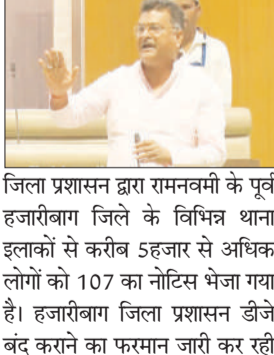 जिला प्रशासन द्वारा रामनवमी के पूर्व
हजारीबाग जिले के विभिन्न थाना
इलाकों से करीब 5हजार से अधिक
लोगों को 107 का नोटिस भेजा गया
है। हजारीबाग जिला प्रशासन डीजे
बंद कराने का फरमान जारी कर रही